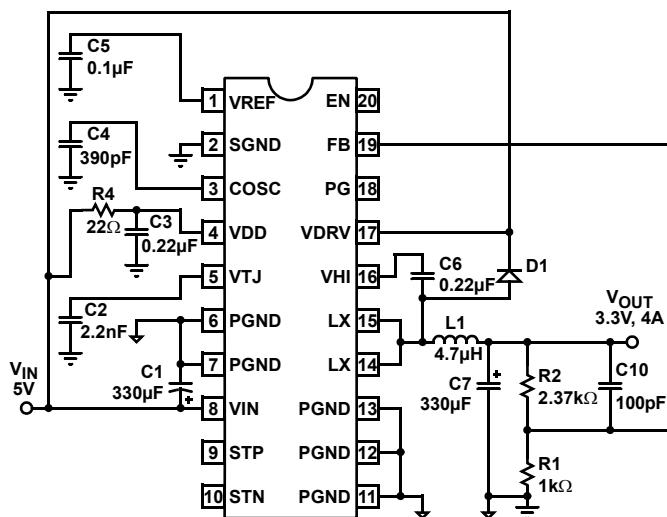 C5
0.1µF
1 VREF EN 20
C4
390pF
2 SGND FB 19
3 COSC PG 18
R4
22Ω
C3
0.22µF
4 VDD VDRV 17
5 VTJ VHI 16
C6
0.22µF
D1
C2
2.2nF
6 PGND LX 15
L1
4.7µH
VOUT
3.3V, 4A
7 PGND LX 14
VIN
5V
C1
330µF
C7
330µF
R2
2.37kΩ
C10
100pF
8 VIN PGND 13
9 STP PGND 12
10 STN PGND 11
R1
1kΩ
+
+